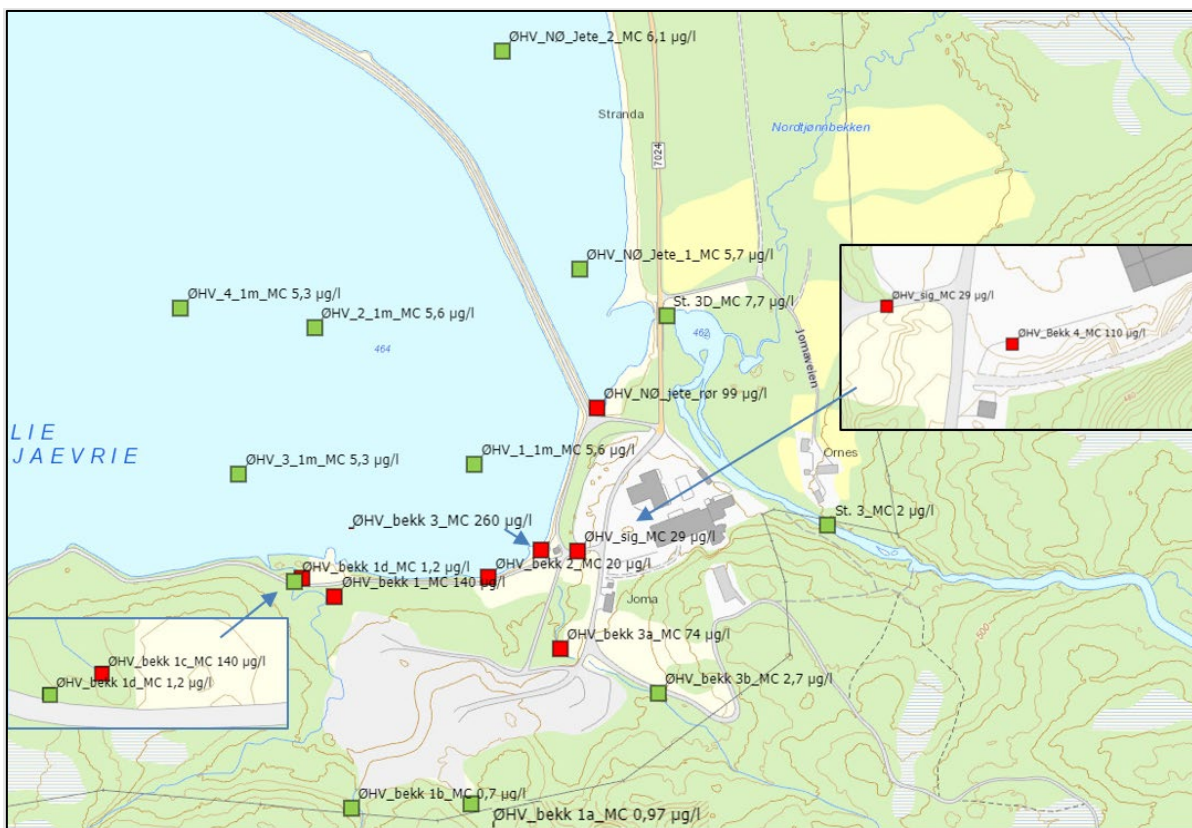 ØHV_NØ_Jete_2_MC 6,1 µg/l
Stranda
Nordtjønnbekken
7024
ØHV_NØ_Jete_1_MC 5,7 µg/l
ØHV_sig_MC 29 µg/l
ØHV_Bekk 4_MC 110 µg/l
480
ØHV_4_1m_MC 5,3 µg/l
ØHV_2_1m_MC 5,6 µg/l
St. 3D_MC 7,7 µg/l
462
464
Jomaveien
ØHV_NØ_jete_rør 99 µg/l
LIE
JAEVRIE
ØHV_3_1m_MC 5,3 µg/l
ØHV_1_1m_MC 5,6 µg/l
Ornes
ØHV_bekk 3_MC 260 µg/l
St. 3_MC 2 µg/l
ØHV_sig_MC 29 µg/l
ØHV_bekk 2_MC 20 µg/l
ØHV_bekk 1d_MC 1,2 µg/l
ØHV_bekk 1_MC 140 µg/l
Joma
500
ØHV_bekk 3a_MC 74 µg/l
ØHV_bekk 1c_MC 140 µg/l
ØHV_bekk 1d_MC 1,2 µg/l
ØHV_bekk 3b_MC 2,7 µg/l
ØHV_bekk 1b_MC 0,7 µg/l
ØHV_bekk 1a_MC 0,97 µg/l